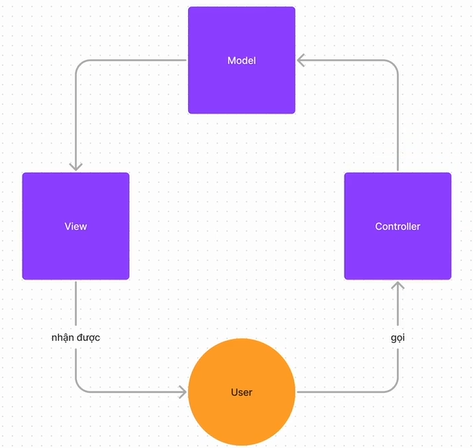 Model
View
Controller
nhận được
gọi
User